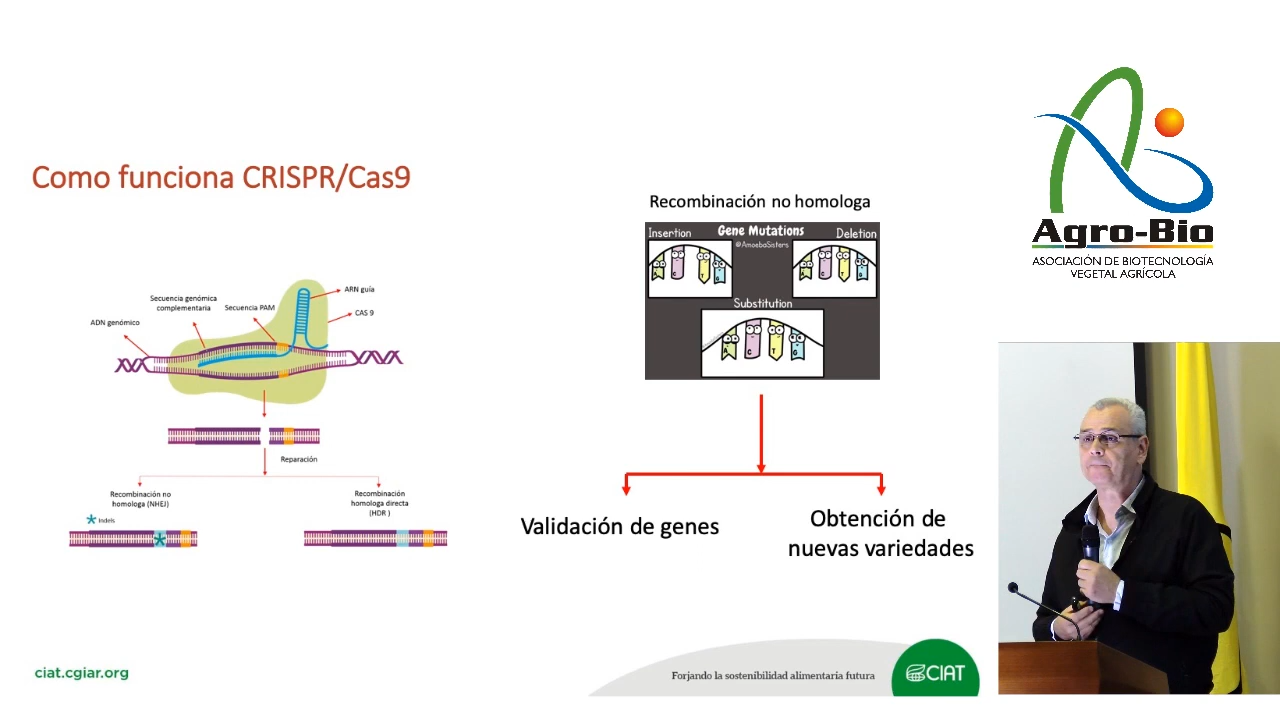 Como funciona CRISPR/Cas9
ADN genómico
Secuencia genómica
complementaria
Secuencia PAM
ARN guía
CAS 9
Reparación
Recombinación no
homologa (NHEJ)
Indels
Recombinación
homologa directa
(HDR )
Recombinación no homologa
Gene Mutations
@AmoebaSisters
Insertion
Deletion
Substitution
A C T G
A C T G
A C T G
Validación de genes
Obtención de
nuevas variedades
ciat.cgiar.org
Forjando la sostenibilidad alimentaria futura
CIAT
Agro-Bio
ASOCIACIÓN DE BIOTECNOLOGÍA
VEGETAL AGRÍCOLA